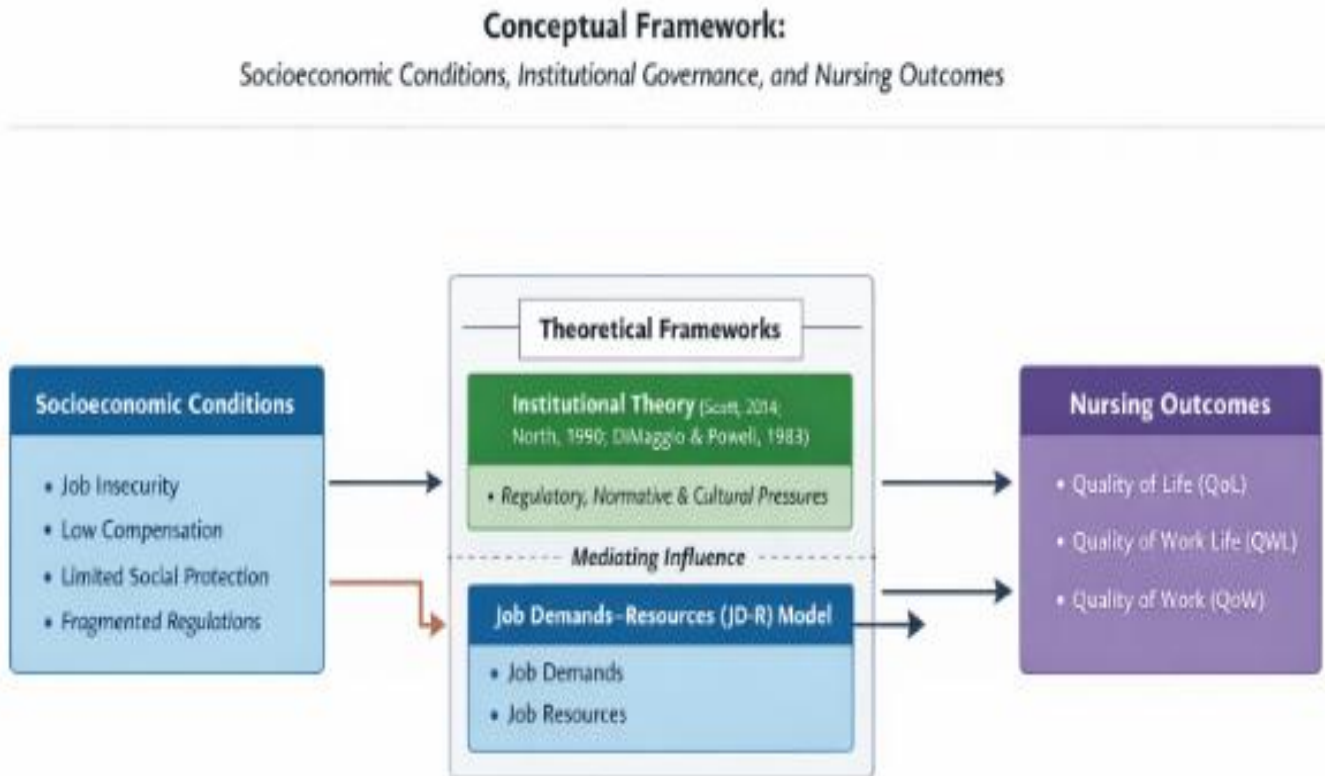 Conceptual Framework:
Socioeconomic Conditions, Institutional Governance, and Nursing Outcomes
Socioeconomic Conditions
• Job Insecurity
• Low Compensation
• Limited Social Protection
• Fragmented Regulations
Theoretical Frameworks
Institutional Theory (Scott, 2014;
North, 1990; DiMaggio & Powell, 1983)
• Regulatory, Normative & Cultural Pressures
Mediating Influence
Job Demands–Resources (JD-R) Model
• Job Demands
• Job Resources
Nursing Outcomes
• Quality of Life (QoL)
• Quality of Work Life (QWL)
• Quality of Work (QoW)